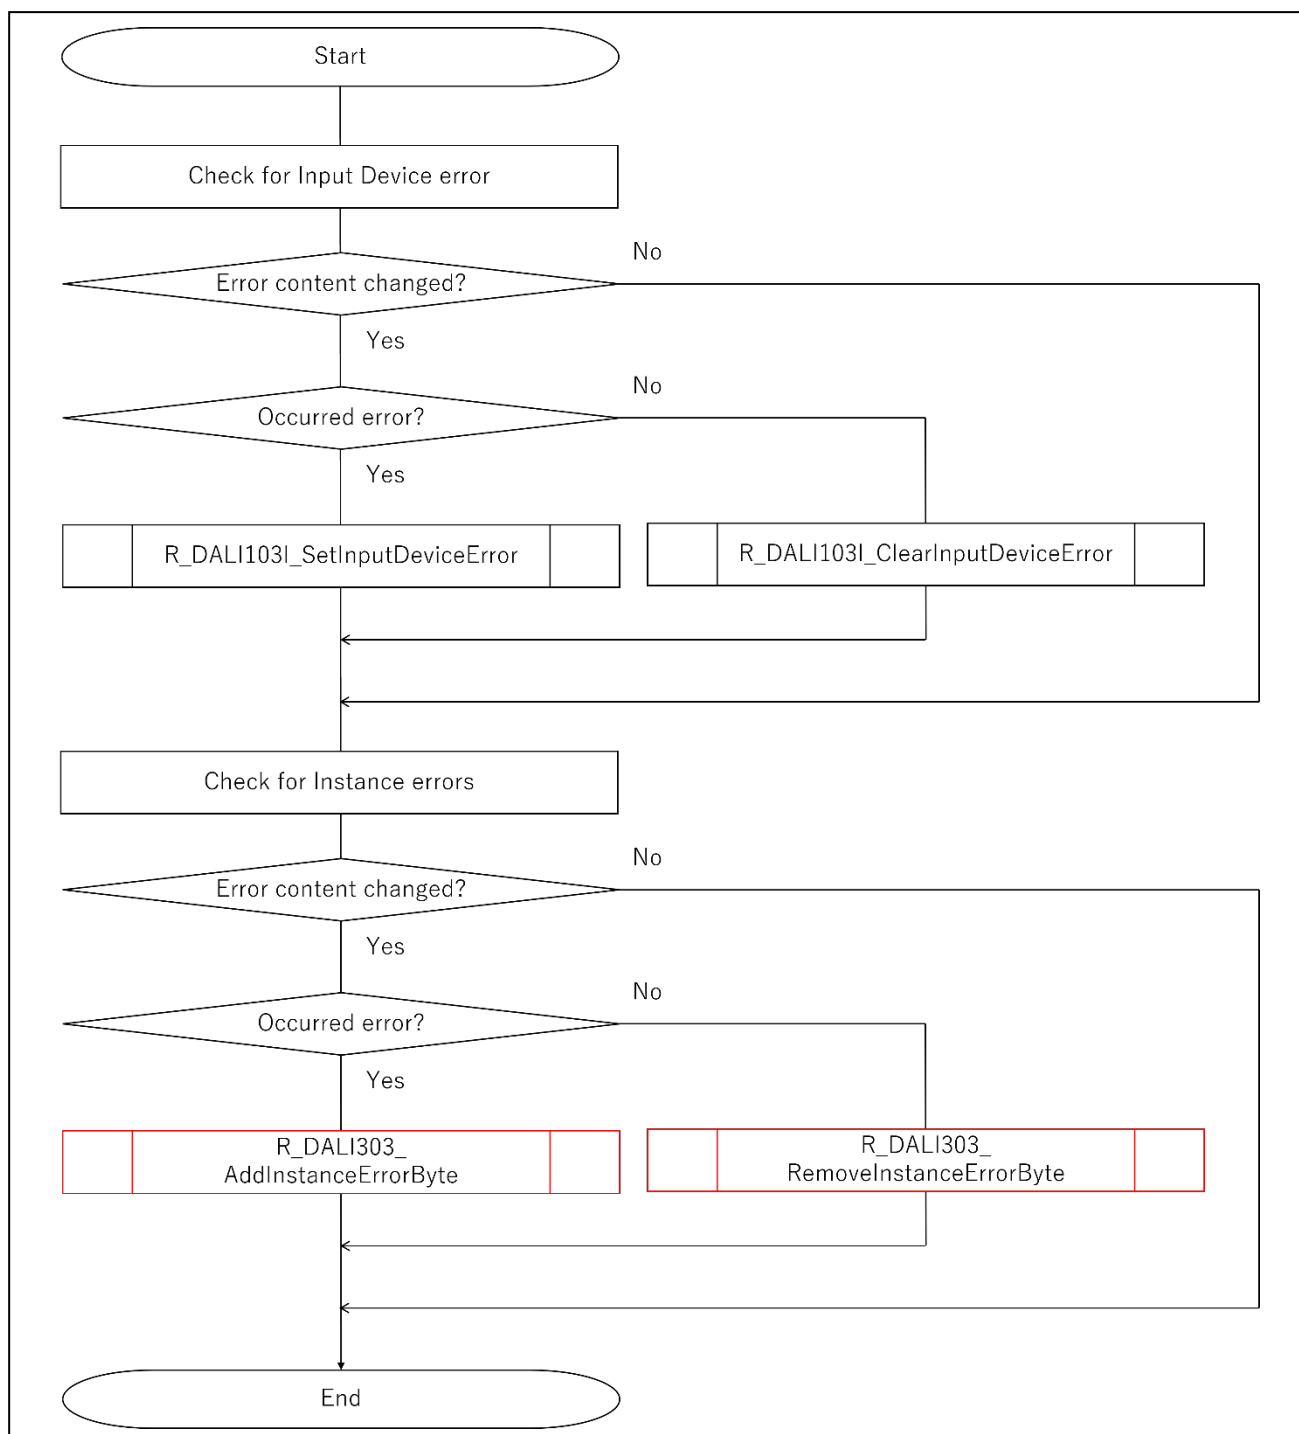 Start
Check for Input Device error
No
Error content changed?
Yes
No
Occurred error?
Yes
R_DALI103I_SetInputDeviceError
R_DALI103I_ClearInputDeviceError
Check for Instance errors
No
Error content changed?
Yes
No
Occurred error?
Yes
R_DALI303_
AddInstanceErrorByte
R_DALI303_
RemoveInstanceErrorByte
End